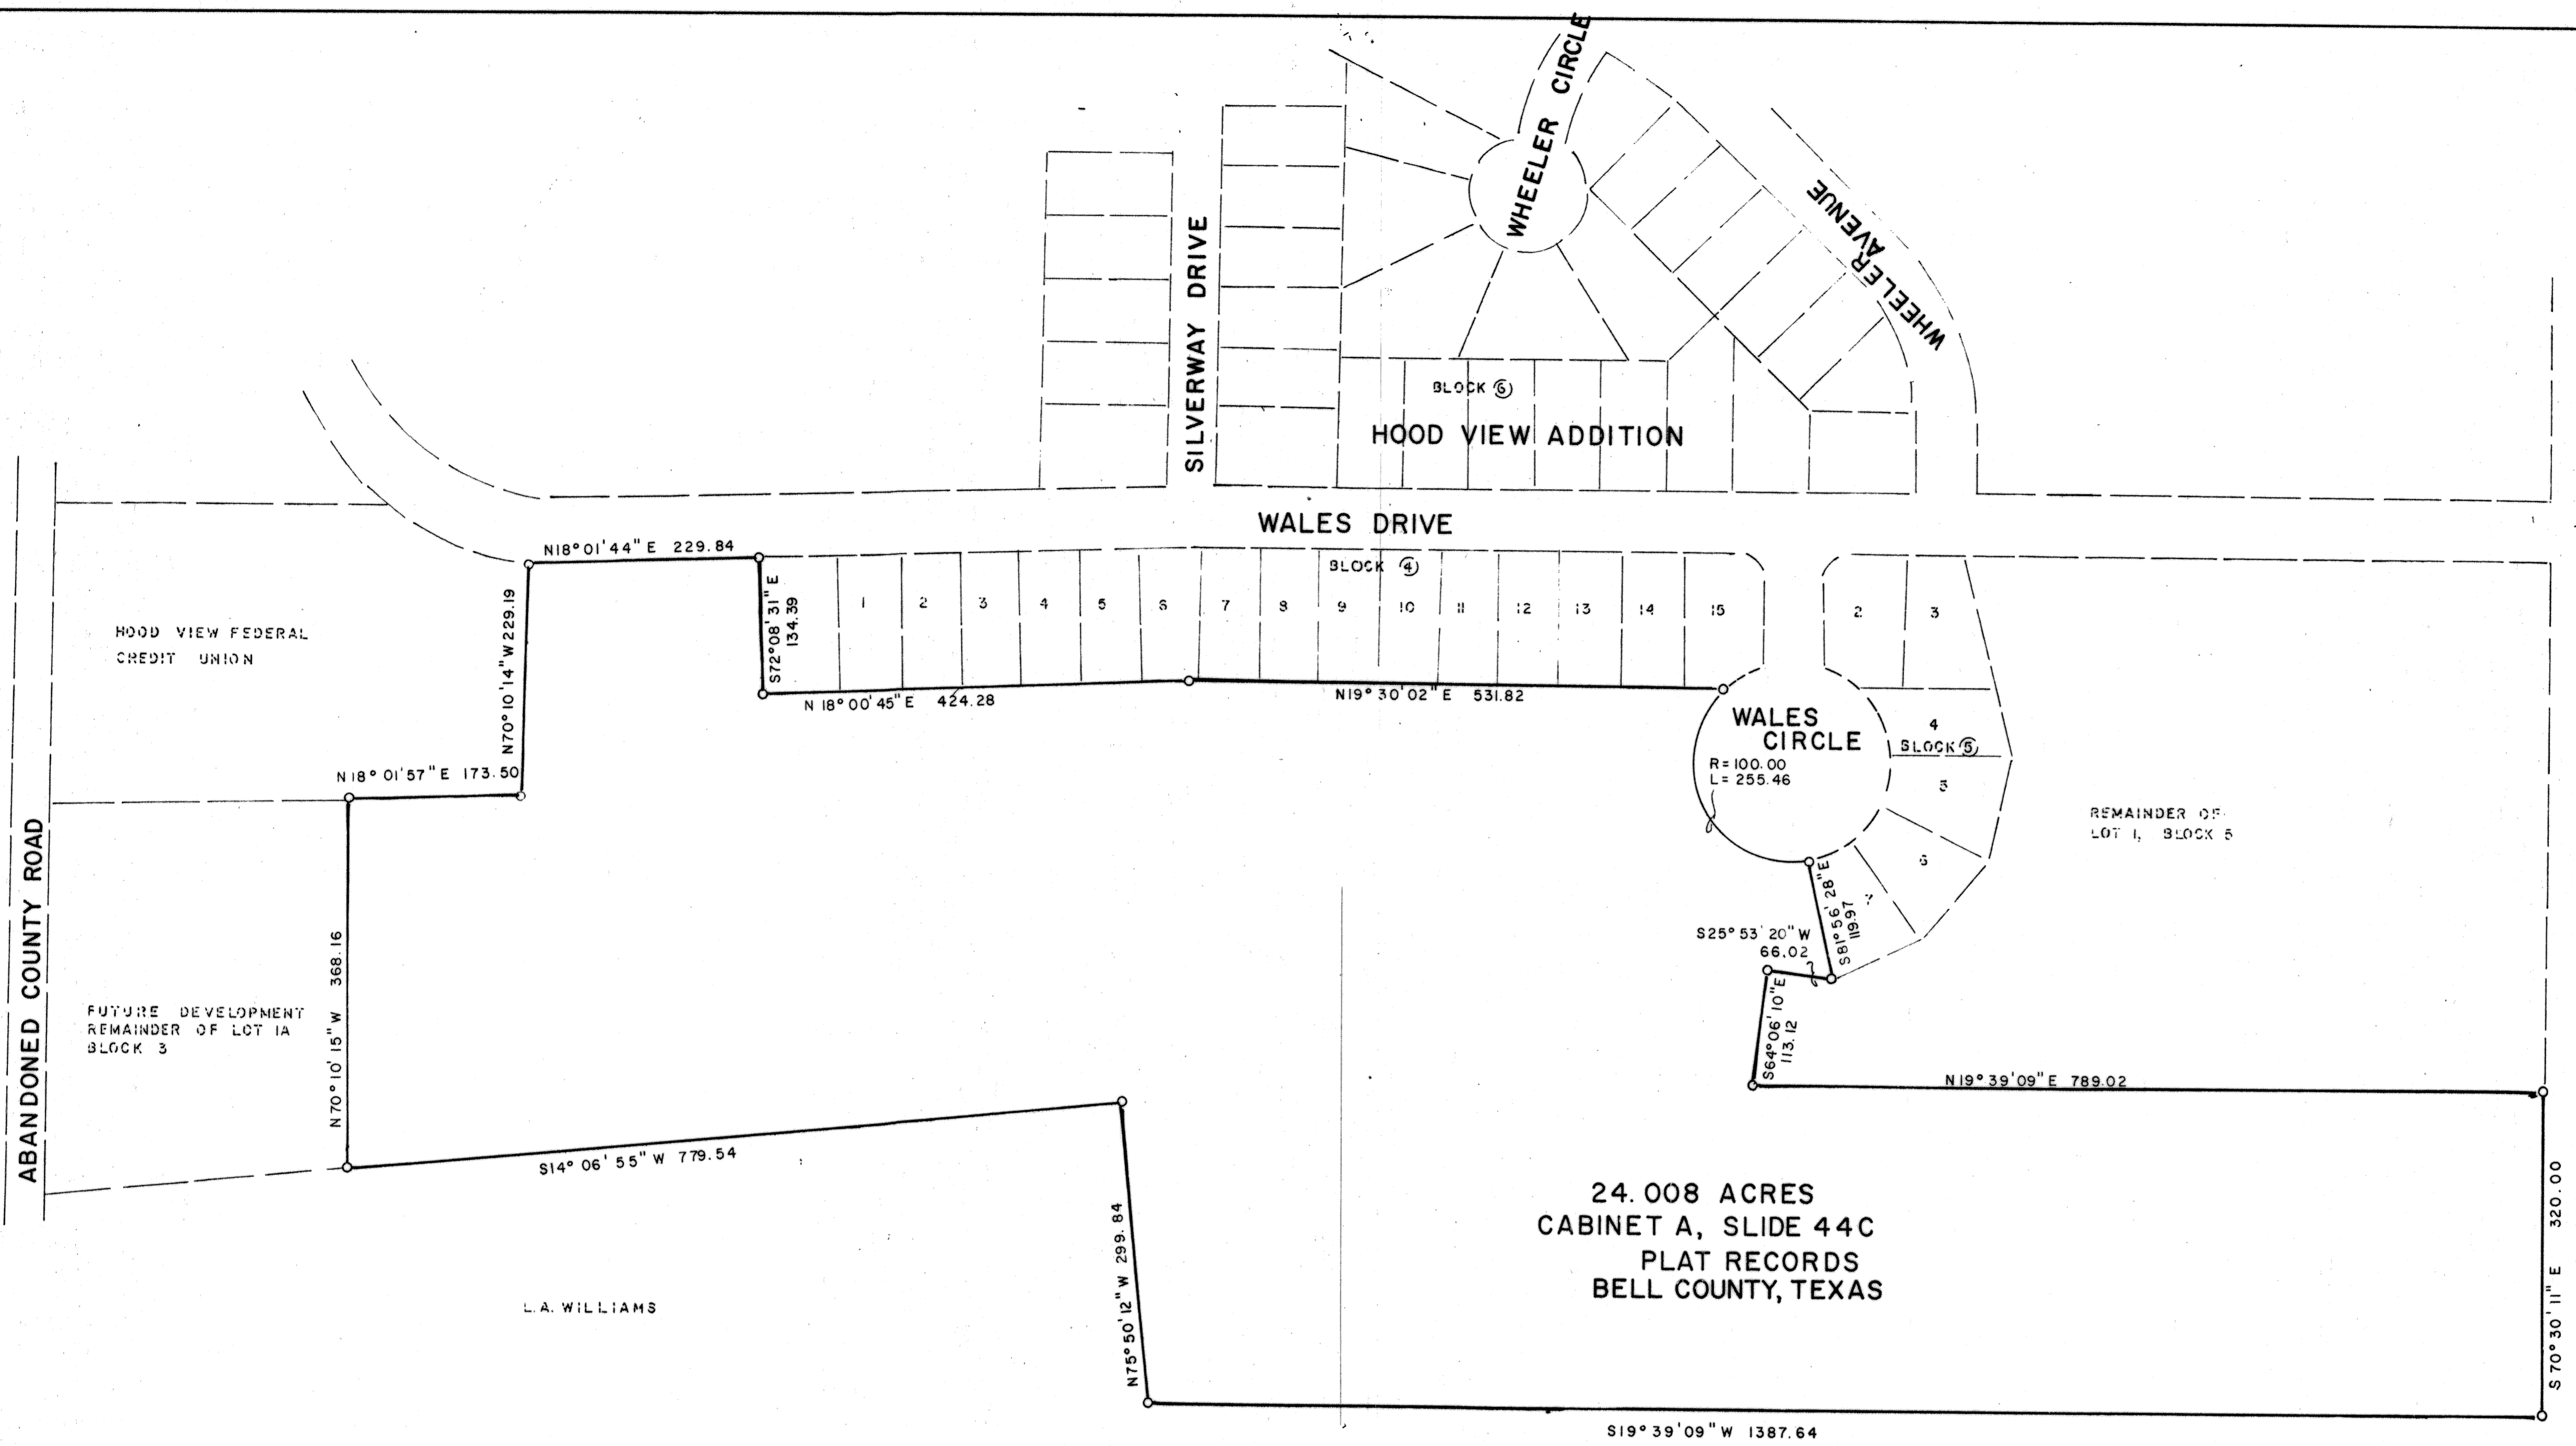 WHEELER CIRCLE
WHEELER AVENUE
SILVERWAY DRIVE
BLOCK 6
HOOD VIEW ADDITION
WALES DRIVE
N18°01'44"E 229.84
BLOCK 4
S72°08'31"E
134.39
1 2 3 4 5 6 7 8 9 10 11 12 13 14 15
2 3
N70°10'14"W 229.19
HOOD VIEW FEDERAL
CREDIT UNION
N 18°00'45"E 424.28
N19°30'02"E 531.82
WALES
CIRCLE
R=100.00
L=255.46
4
BLOCK 5
5
6
7
N18°01'57"E 173.50
REMAINDER OF
LOT 1, BLOCK 5
ABANDONED COUNTY ROAD
N70°10'15"W 368.16
S81°56'28"E
119.97
S25°53'20"W
66.02
S64°06'10"E
113.12
FUTURE DEVELOPMENT
REMAINDER OF LOT 1A
BLOCK 3
N19°39'09"E 789.02
S14°06'55"W 779.54
24.008 ACRES
CABINET A, SLIDE 44C
PLAT RECORDS
BELL COUNTY, TEXAS
N75°50'12"W 299.84
S70°30'11"E 320.00
L.A. WILLIAMS
S19°39'09"W 1387.64